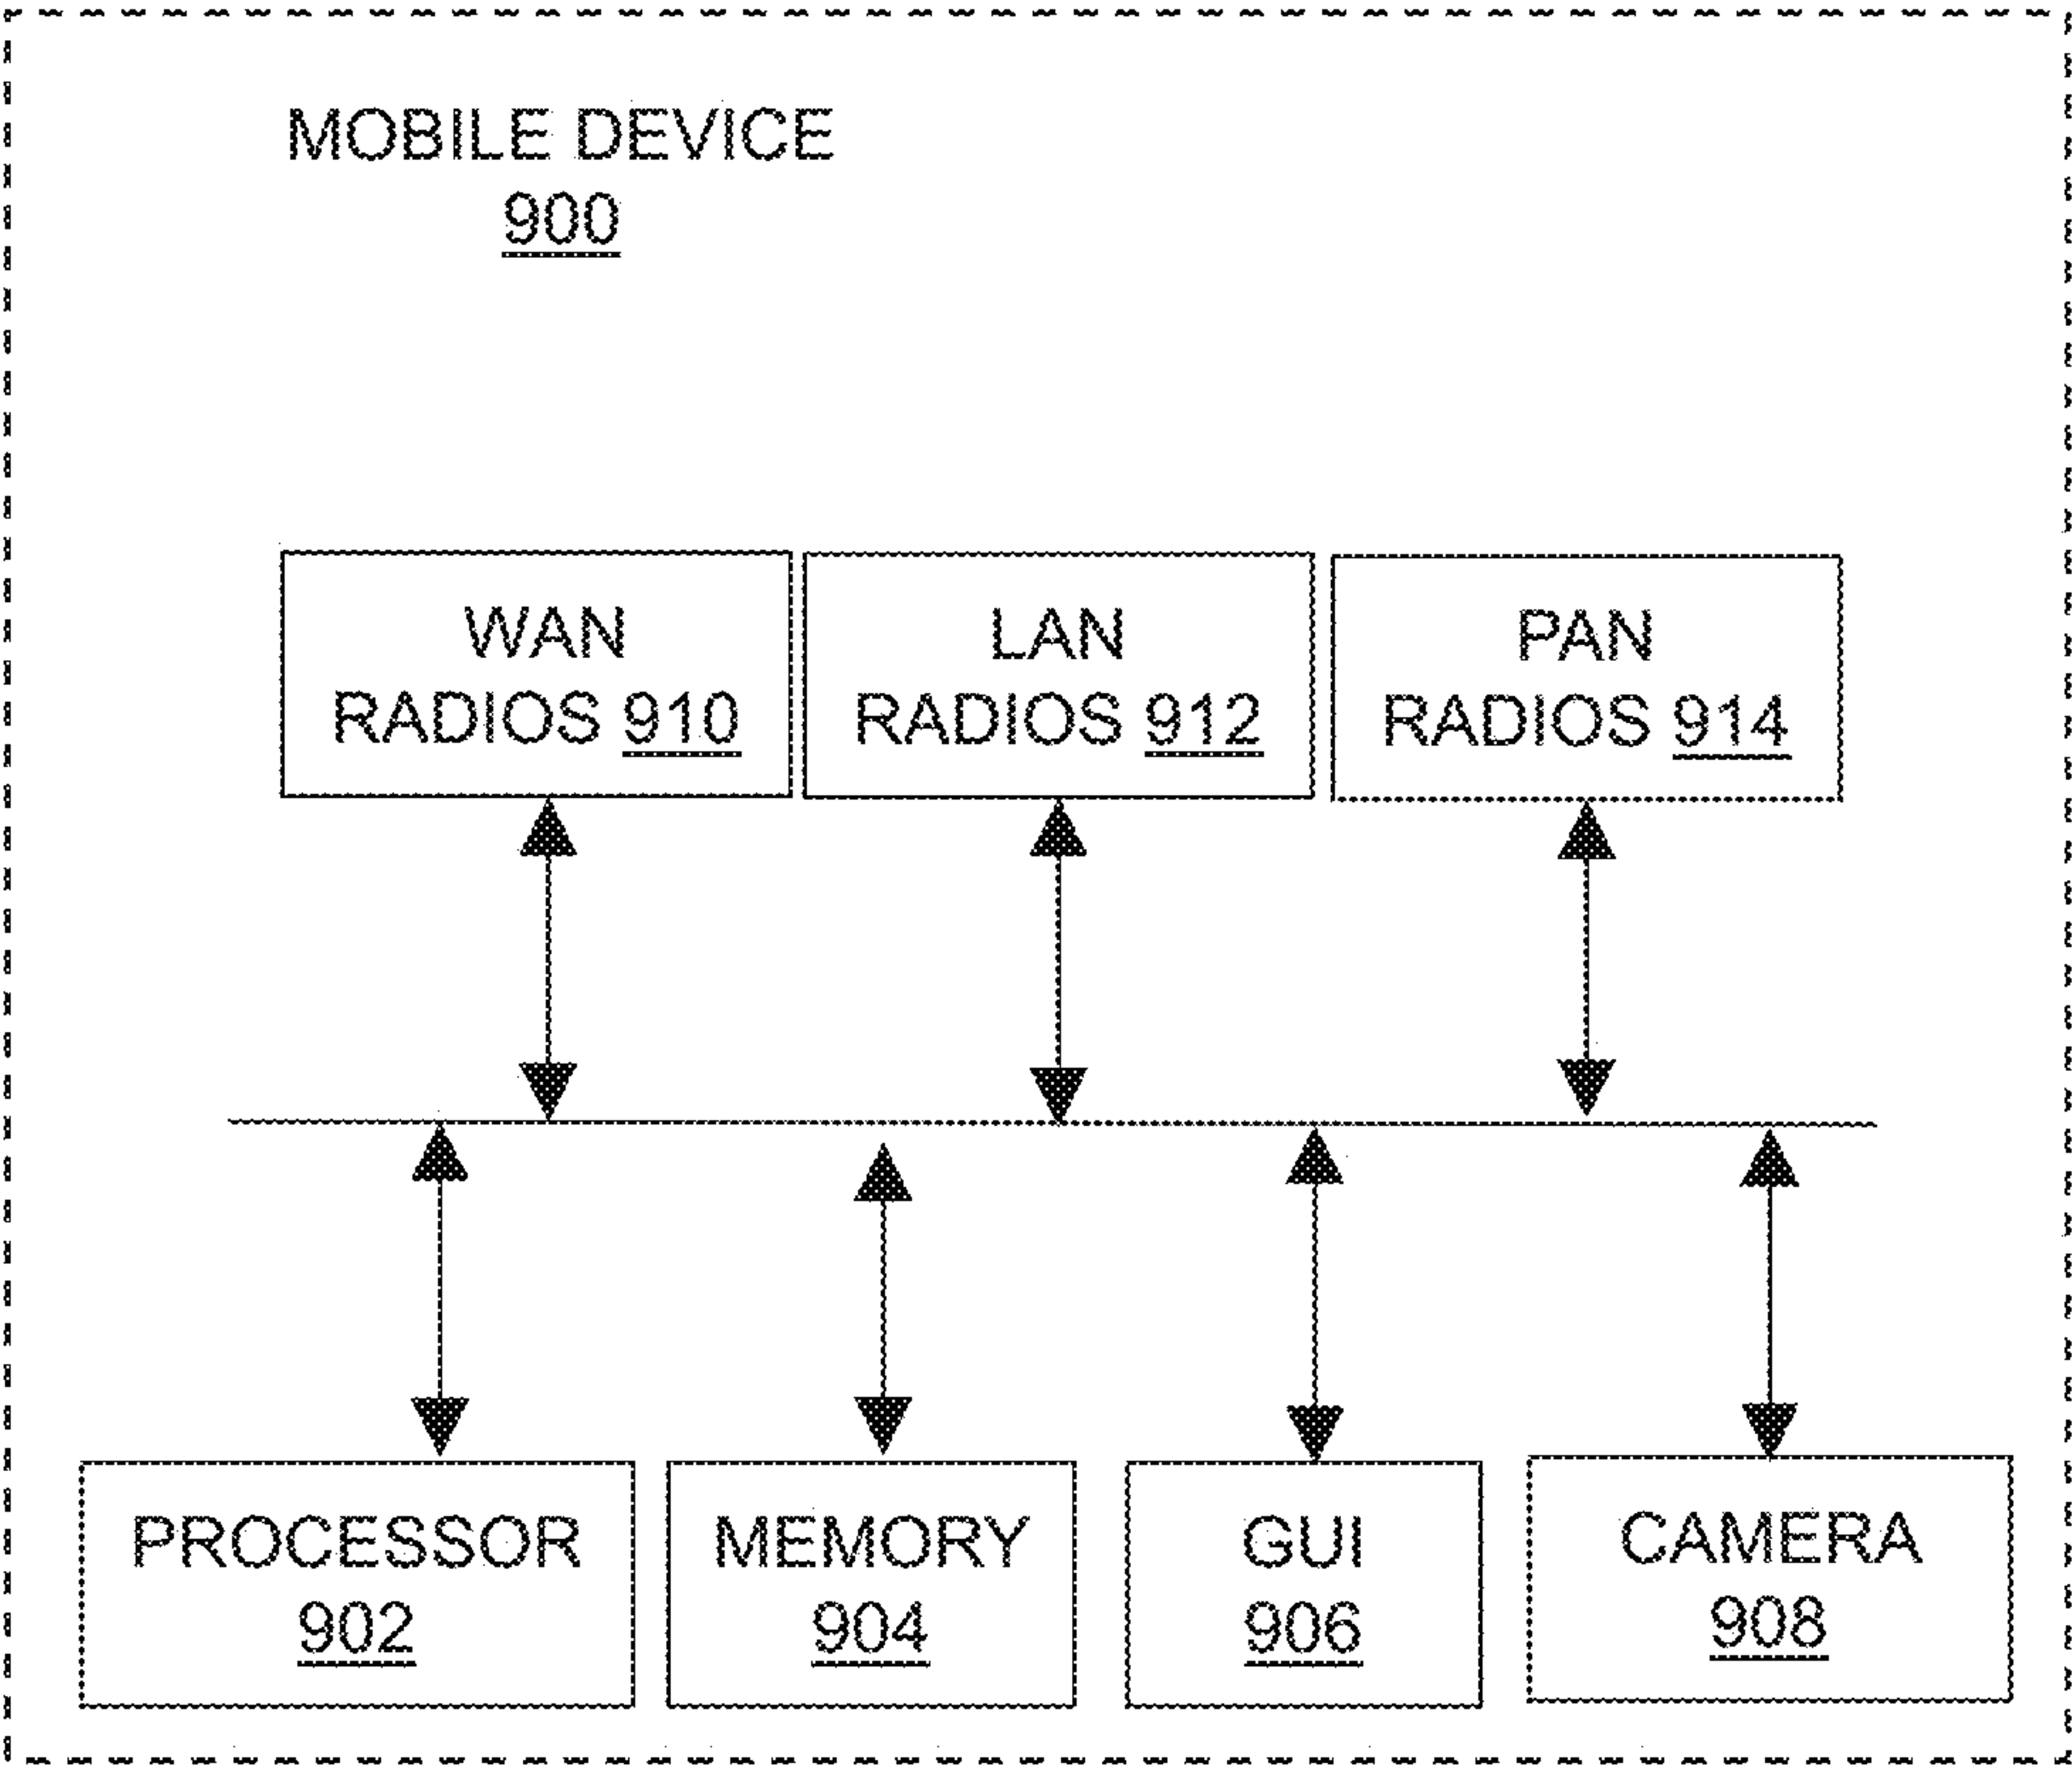 MOBILE DEVICE
900
WAN
RADIOS 910
LAN
RADIOS 912
PAN
RADIOS 914
PROCESSOR
902
MEMORY
904
GUI
906
CAMERA
908